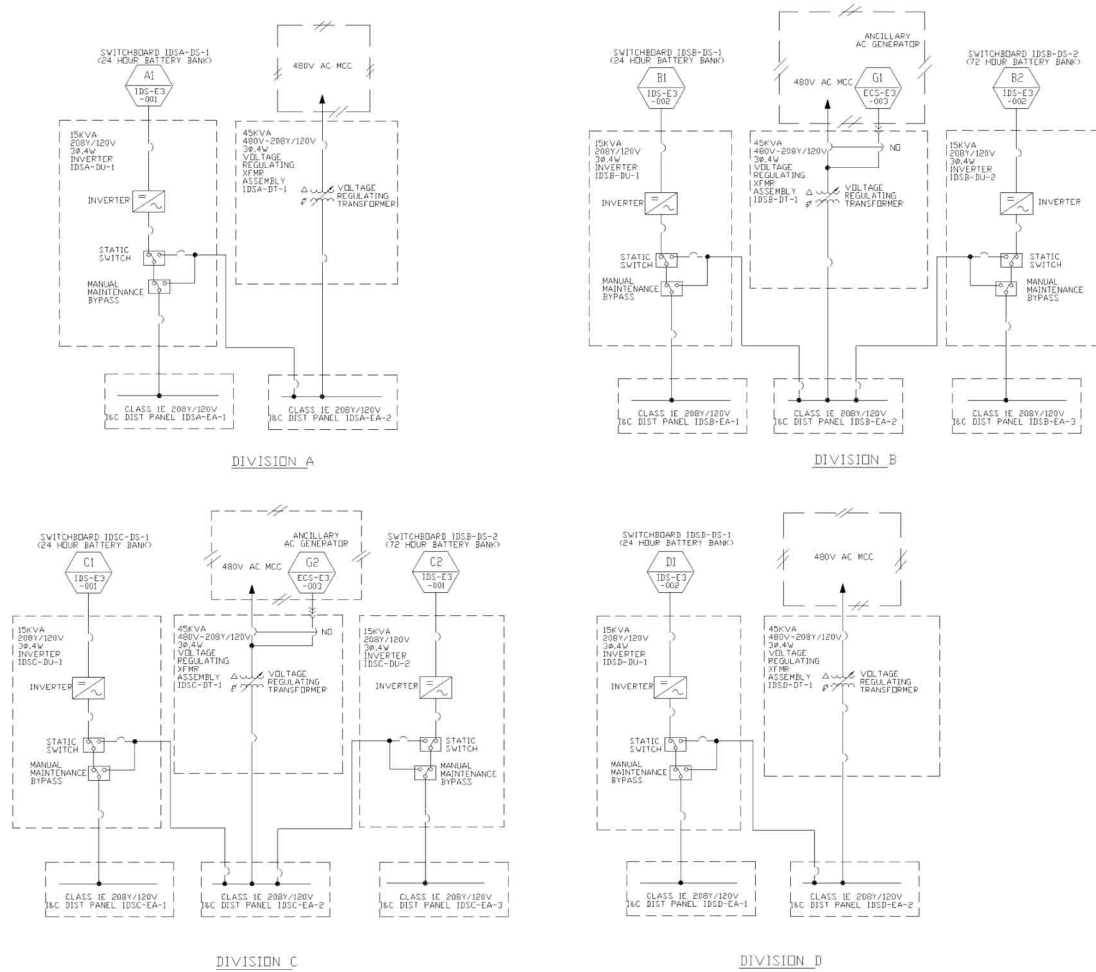 SWITCHBOARD IDSA-DS-1
(24 HOUR BATTERY BANK)
A1
IDS-E3
-001
480V AC MCC
15KVA
208Y/120V
3Ø,4W
INVERTER
IDSA-DU-1
INVERTER
STATIC
SWITCH
MANUAL
MAINTENANCE
BYPASS
45KVA
480V-208Y/120V
3Ø,4W
VOLTAGE
REGULATING
XFMR
ASSEMBLY
IDSA-DT-1
VOLTAGE
REGULATING
TRANSFORMER
CLASS 1E 208Y/120V
I&C DIST PANEL IDSA-EA-1
CLASS 1E 208Y/120V
I&C DIST PANEL IDSA-EA-2
DIVISION A
SWITCHBOARD IDSB-DS-1
(24 HOUR BATTERY BANK)
B1
IDS-E3
-002
ANCILLARY
AC GENERATOR
480V AC MCC
G1
ECS-E3
-003
SWITCHBOARD IDSB-DS-2
(72 HOUR BATTERY BANK)
B2
IDS-E3
-002
15KVA
208Y/120V
3Ø,4W
INVERTER
IDSB-DU-1
INVERTER
STATIC
SWITCH
MANUAL
MAINTENANCE
BYPASS
45KVA
480V-208Y/120V
3Ø,4W
VOLTAGE
REGULATING
XFMR
ASSEMBLY
IDSB-DT-1
NO
VOLTAGE
REGULATING
TRANSFORMER
15KVA
208Y/120V
3Ø,4W
INVERTER
IDSB-DU-2
INVERTER
STATIC
SWITCH
MANUAL
MAINTENANCE
BYPASS
CLASS 1E 208Y/120V
I&C DIST PANEL IDSB-EA-1
CLASS 1E 208Y/120V
I&C DIST PANEL IDSB-EA-2
CLASS 1E 208Y/120V
I&C DIST PANEL IDSB-EA-3
DIVISION B
SWITCHBOARD IDSC-DS-1
(24 HOUR BATTERY BANK)
C1
IDS-E3
-001
ANCILLARY
AC GENERATOR
480V AC MCC
G2
ECS-E3
-003
SWITCHBOARD IDSB-DS-2
(72 HOUR BATTERY BANK)
C2
IDS-E3
-001
15KVA
208Y/120V
3Ø,4W
INVERTER
IDSC-DU-1
INVERTER
STATIC
SWITCH
MANUAL
MAINTENANCE
BYPASS
45KVA
480V-208Y/120V
3Ø,4W
VOLTAGE
REGULATING
XFMR
ASSEMBLY
IDSC-DT-1
NO
VOLTAGE
REGULATING
TRANSFORMER
15KVA
208Y/120V
3Ø,4W
INVERTER
IDSC-DU-2
INVERTER
STATIC
SWITCH
MANUAL
MAINTENANCE
BYPASS
CLASS 1E 208Y/120V
I&C DIST PANEL IDSC-EA-1
CLASS 1E 208Y/120V
I&C DIST PANEL IDSC-EA-2
CLASS 1E 208Y/120V
I&C DIST PANEL IDSC-EA-3
DIVISION C
SWITCHBOARD IDSD-DS-1
(24 HOUR BATTERY BANK)
D1
IDS-E3
-002
480V AC MCC
15KVA
208Y/120V
3Ø,4W
INVERTER
IDSD-DU-1
INVERTER
STATIC
SWITCH
MANUAL
MAINTENANCE
BYPASS
45KVA
480V-208Y/120V
3Ø,4W
VOLTAGE
REGULATING
XFMR
ASSEMBLY
IDSD-DT-1
VOLTAGE
REGULATING
TRANSFORMER
CLASS 1E 208Y/120V
I&C DIST PANEL IDSD-EA-1
CLASS 1E 208Y/120V
I&C DIST PANEL IDSD-EA-2
DIVISION D